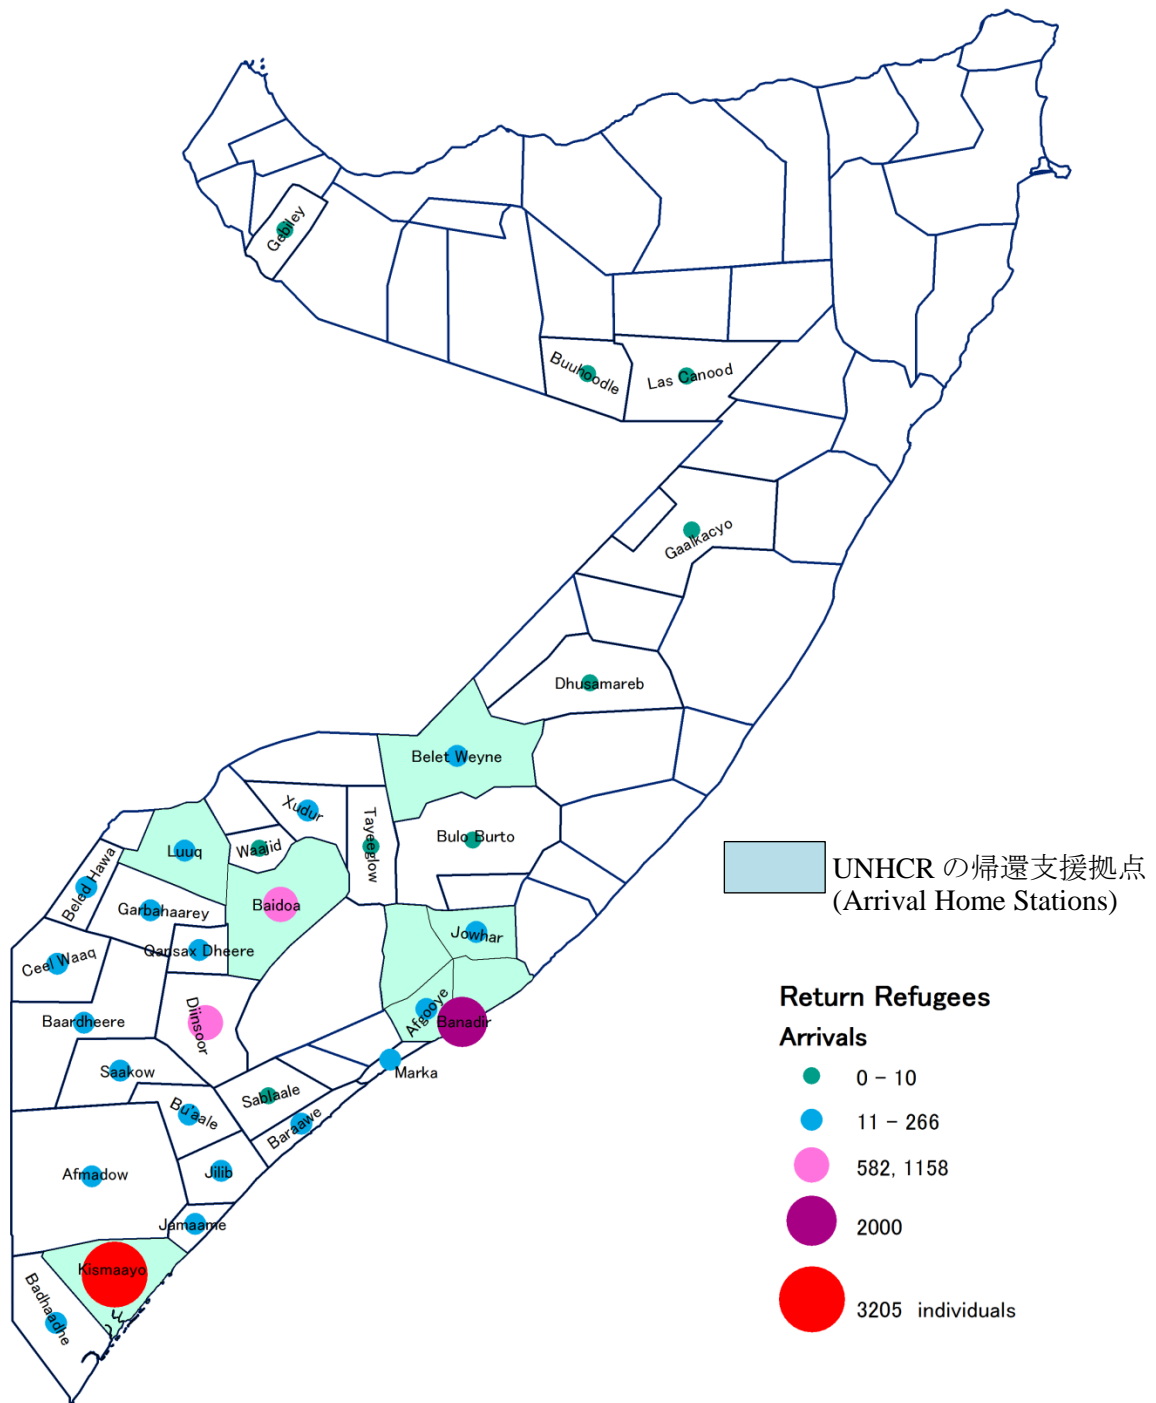 Gebiley
Buuhoodle
Las Canood
Gaalkacyo
Dhusamareb
Belet Weyne
Xudur
Tayeeglow
Bulo Burto
Waajid
Luuq
Beled Hawa
Baidoa
Garbahaarey
Jowhar
Qansax Dheere
Ceel Waaq
Afgooye
Banadir
Diinsoor
Baardheere
Marka
Saakow
Sablaale
Bu'aale
Baraawe
Afmadow
Jilib
Jamaame
Kismaayo
Badhaadhe
UNHCR の帰還支援拠点
(Arrival Home Stations)
Return Refugees
Arrivals
0 - 10
11 - 266
582, 1158
2000
3205 individuals